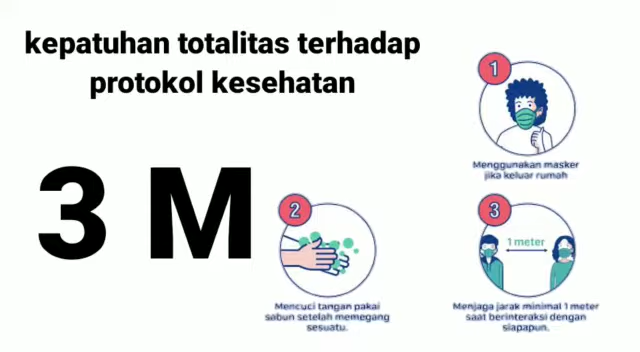 kepatuhan totalitas terhadap
protokol kesehatan
3 M
1
Menggunakan masker
jika keluar rumah
2
Mencuci tangan pakai
sabun setelah memegang
sesuatu.
3
1 meter
Menjaga jarak minimal 1 meter
saat berinteraksi dengan
siapapun.